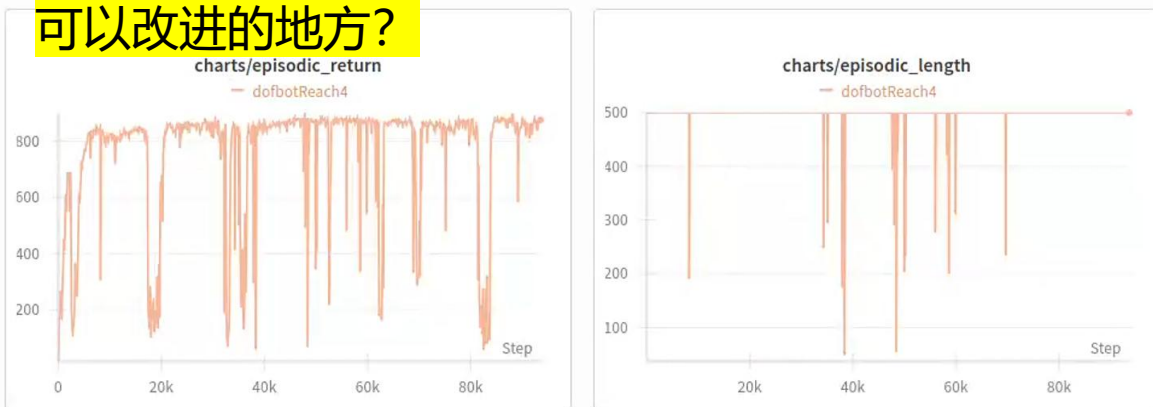 可以改进的地方？
charts/episodic_return
dofbotReach4
800
600
400
200
Step
0 20k 40k 60k 80k
charts/episodic_length
dofbotReach4
500
400
300
200
100
Step
20k 40k 60k 80k